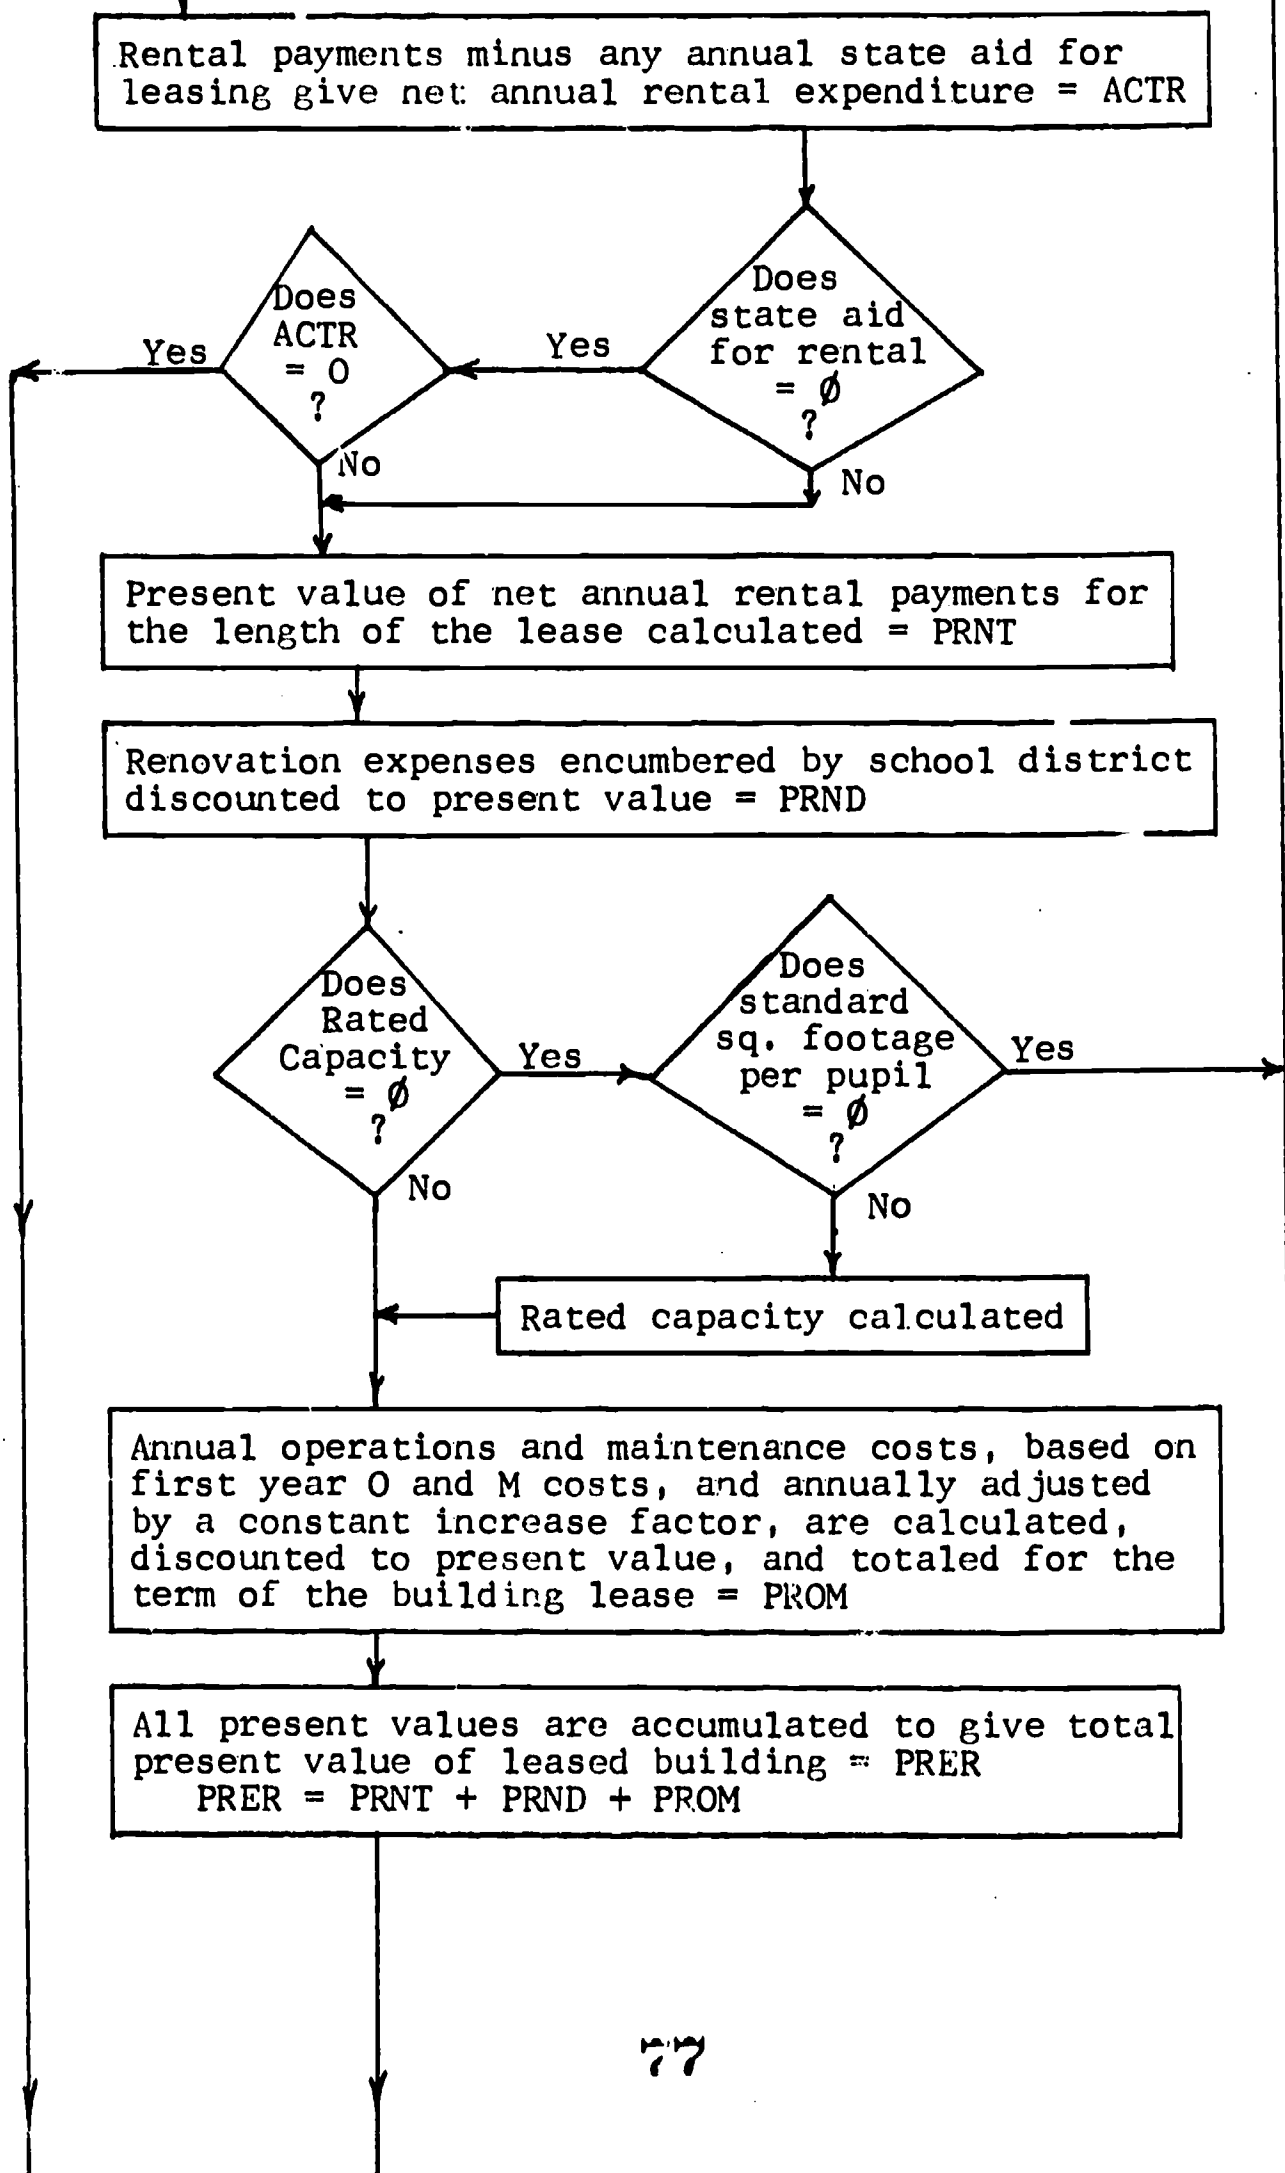 Rental payments minus any annual state aid for
leasing give net annual rental expenditure = ACTR
Does
state aid
for rental
= Ø
?
Yes
No
Does
ACTR
= 0
?
Yes
No
Present value of net annual rental payments for
the length of the lease calculated = PRNT
Renovation expenses encumbered by school district
discounted to present value = PRND
Does
Rated
Capacity
= Ø
?
Yes
No
Does
standard
sq. footage
per pupil
= Ø
?
Yes
No
Rated capacity calculated
Annual operations and maintenance costs, based on
first year O and M costs, and annually adjusted
by a constant increase factor, are calculated,
discounted to present value, and totaled for the
term of the building lease = PROM
All present values are accumulated to give total
present value of leased building = PRER
PRER = PRNT + PRND + PROM
77